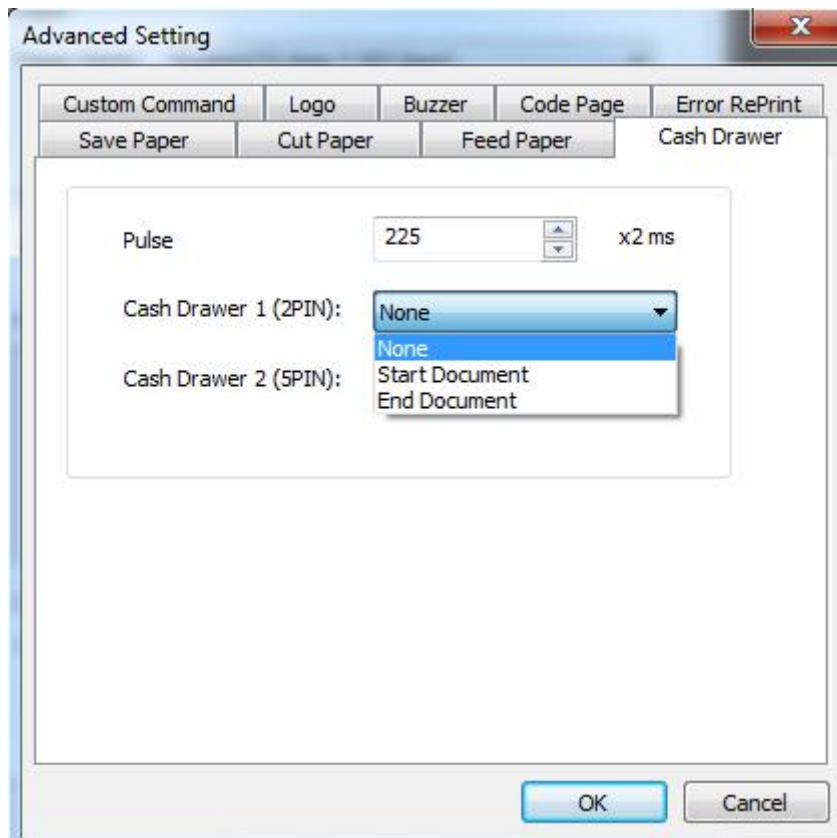 Advanced Setting
X
Custom Command Logo Buzzer Code Page Error RePrint
Save Paper Cut Paper Feed Paper Cash Drawer
Pulse 225 x2 ms
Cash Drawer 1 (2PIN): None
None
Cash Drawer 2 (5PIN): Start Document
End Document
OK Cancel